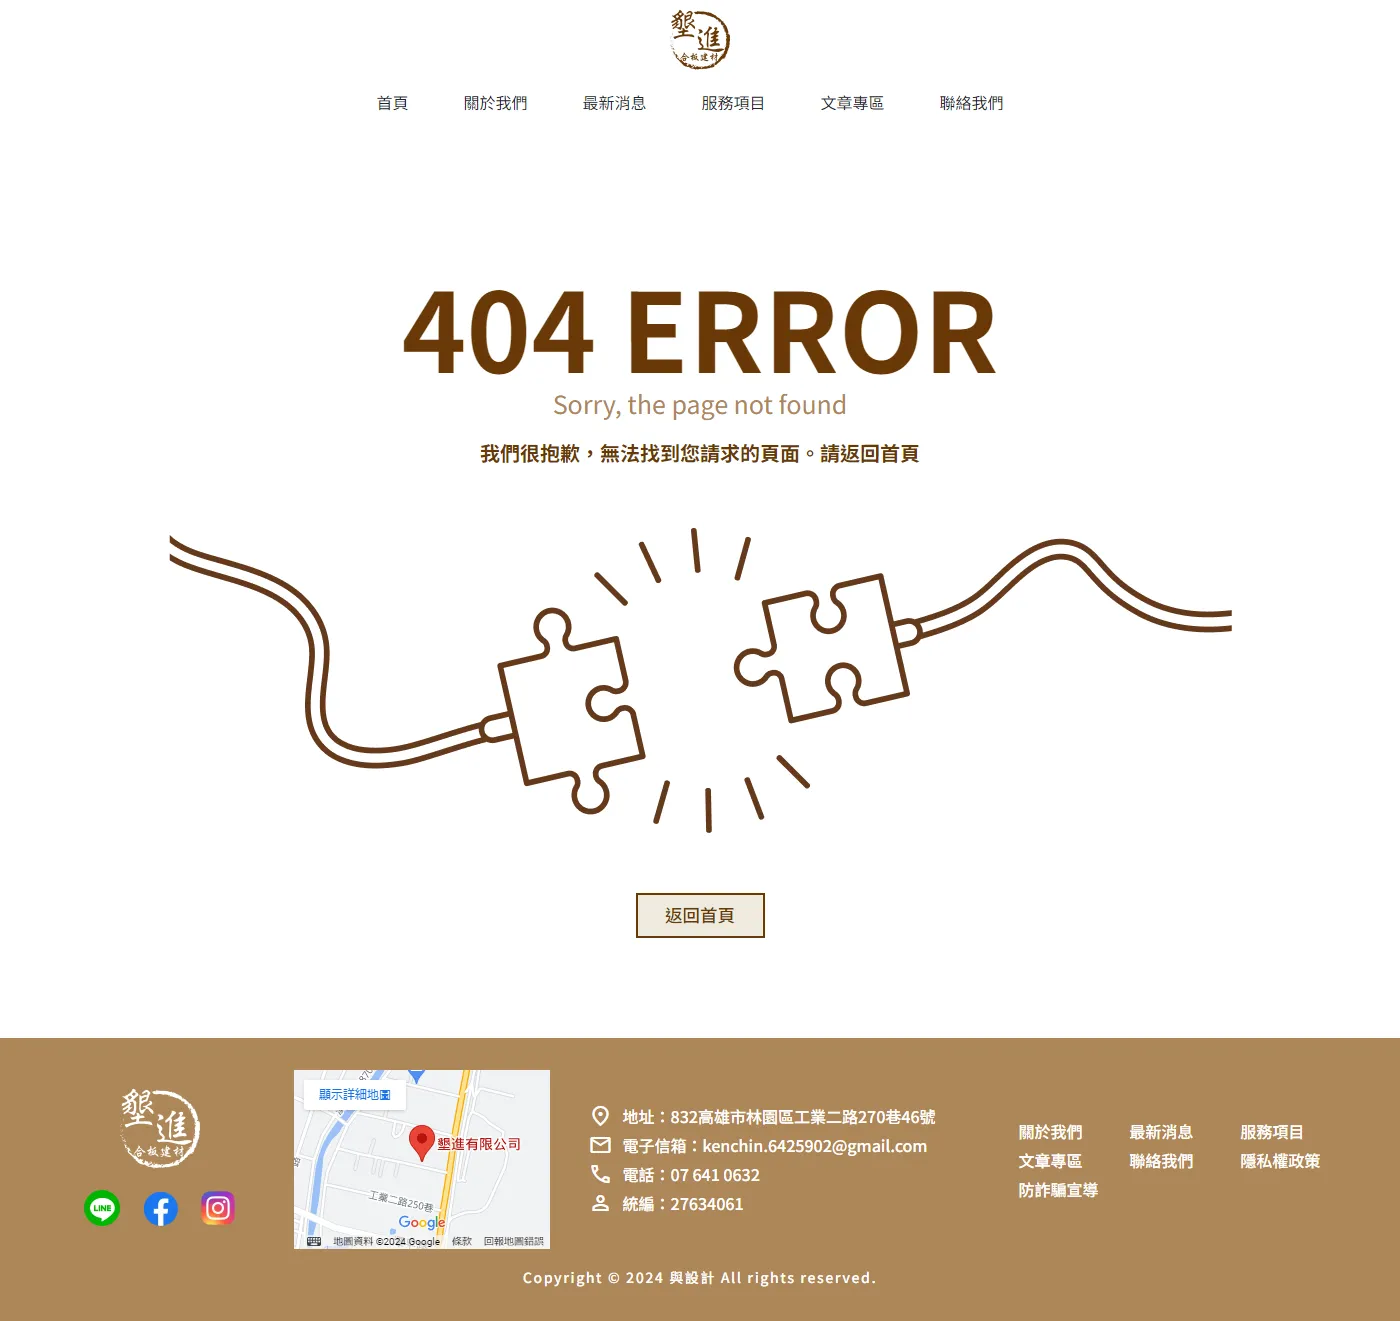 墾進
合板建材
首頁
關於我們
最新消息
服務項目
文章專區
聯絡我們
404 ERROR
Sorry, the page not found
我們很抱歉，無法找到您請求的頁面。請返回首頁
返回首頁
墾進
合板建材
LINE
顯示詳細地圖
墾進有限公司
工業二路250巷
Google
地圖資料 ©2024 Google
條款
回報地圖錯誤
地址：832高雄市林園區工業二路270巷46號
電子信箱：kenchin.6425902@gmail.com
電話：07 641 0632
統編：27634061
關於我們
最新消息
服務項目
文章專區
聯絡我們
隱私權政策
防詐騙宣導
Copyright © 2024 與設計 All rights reserved.